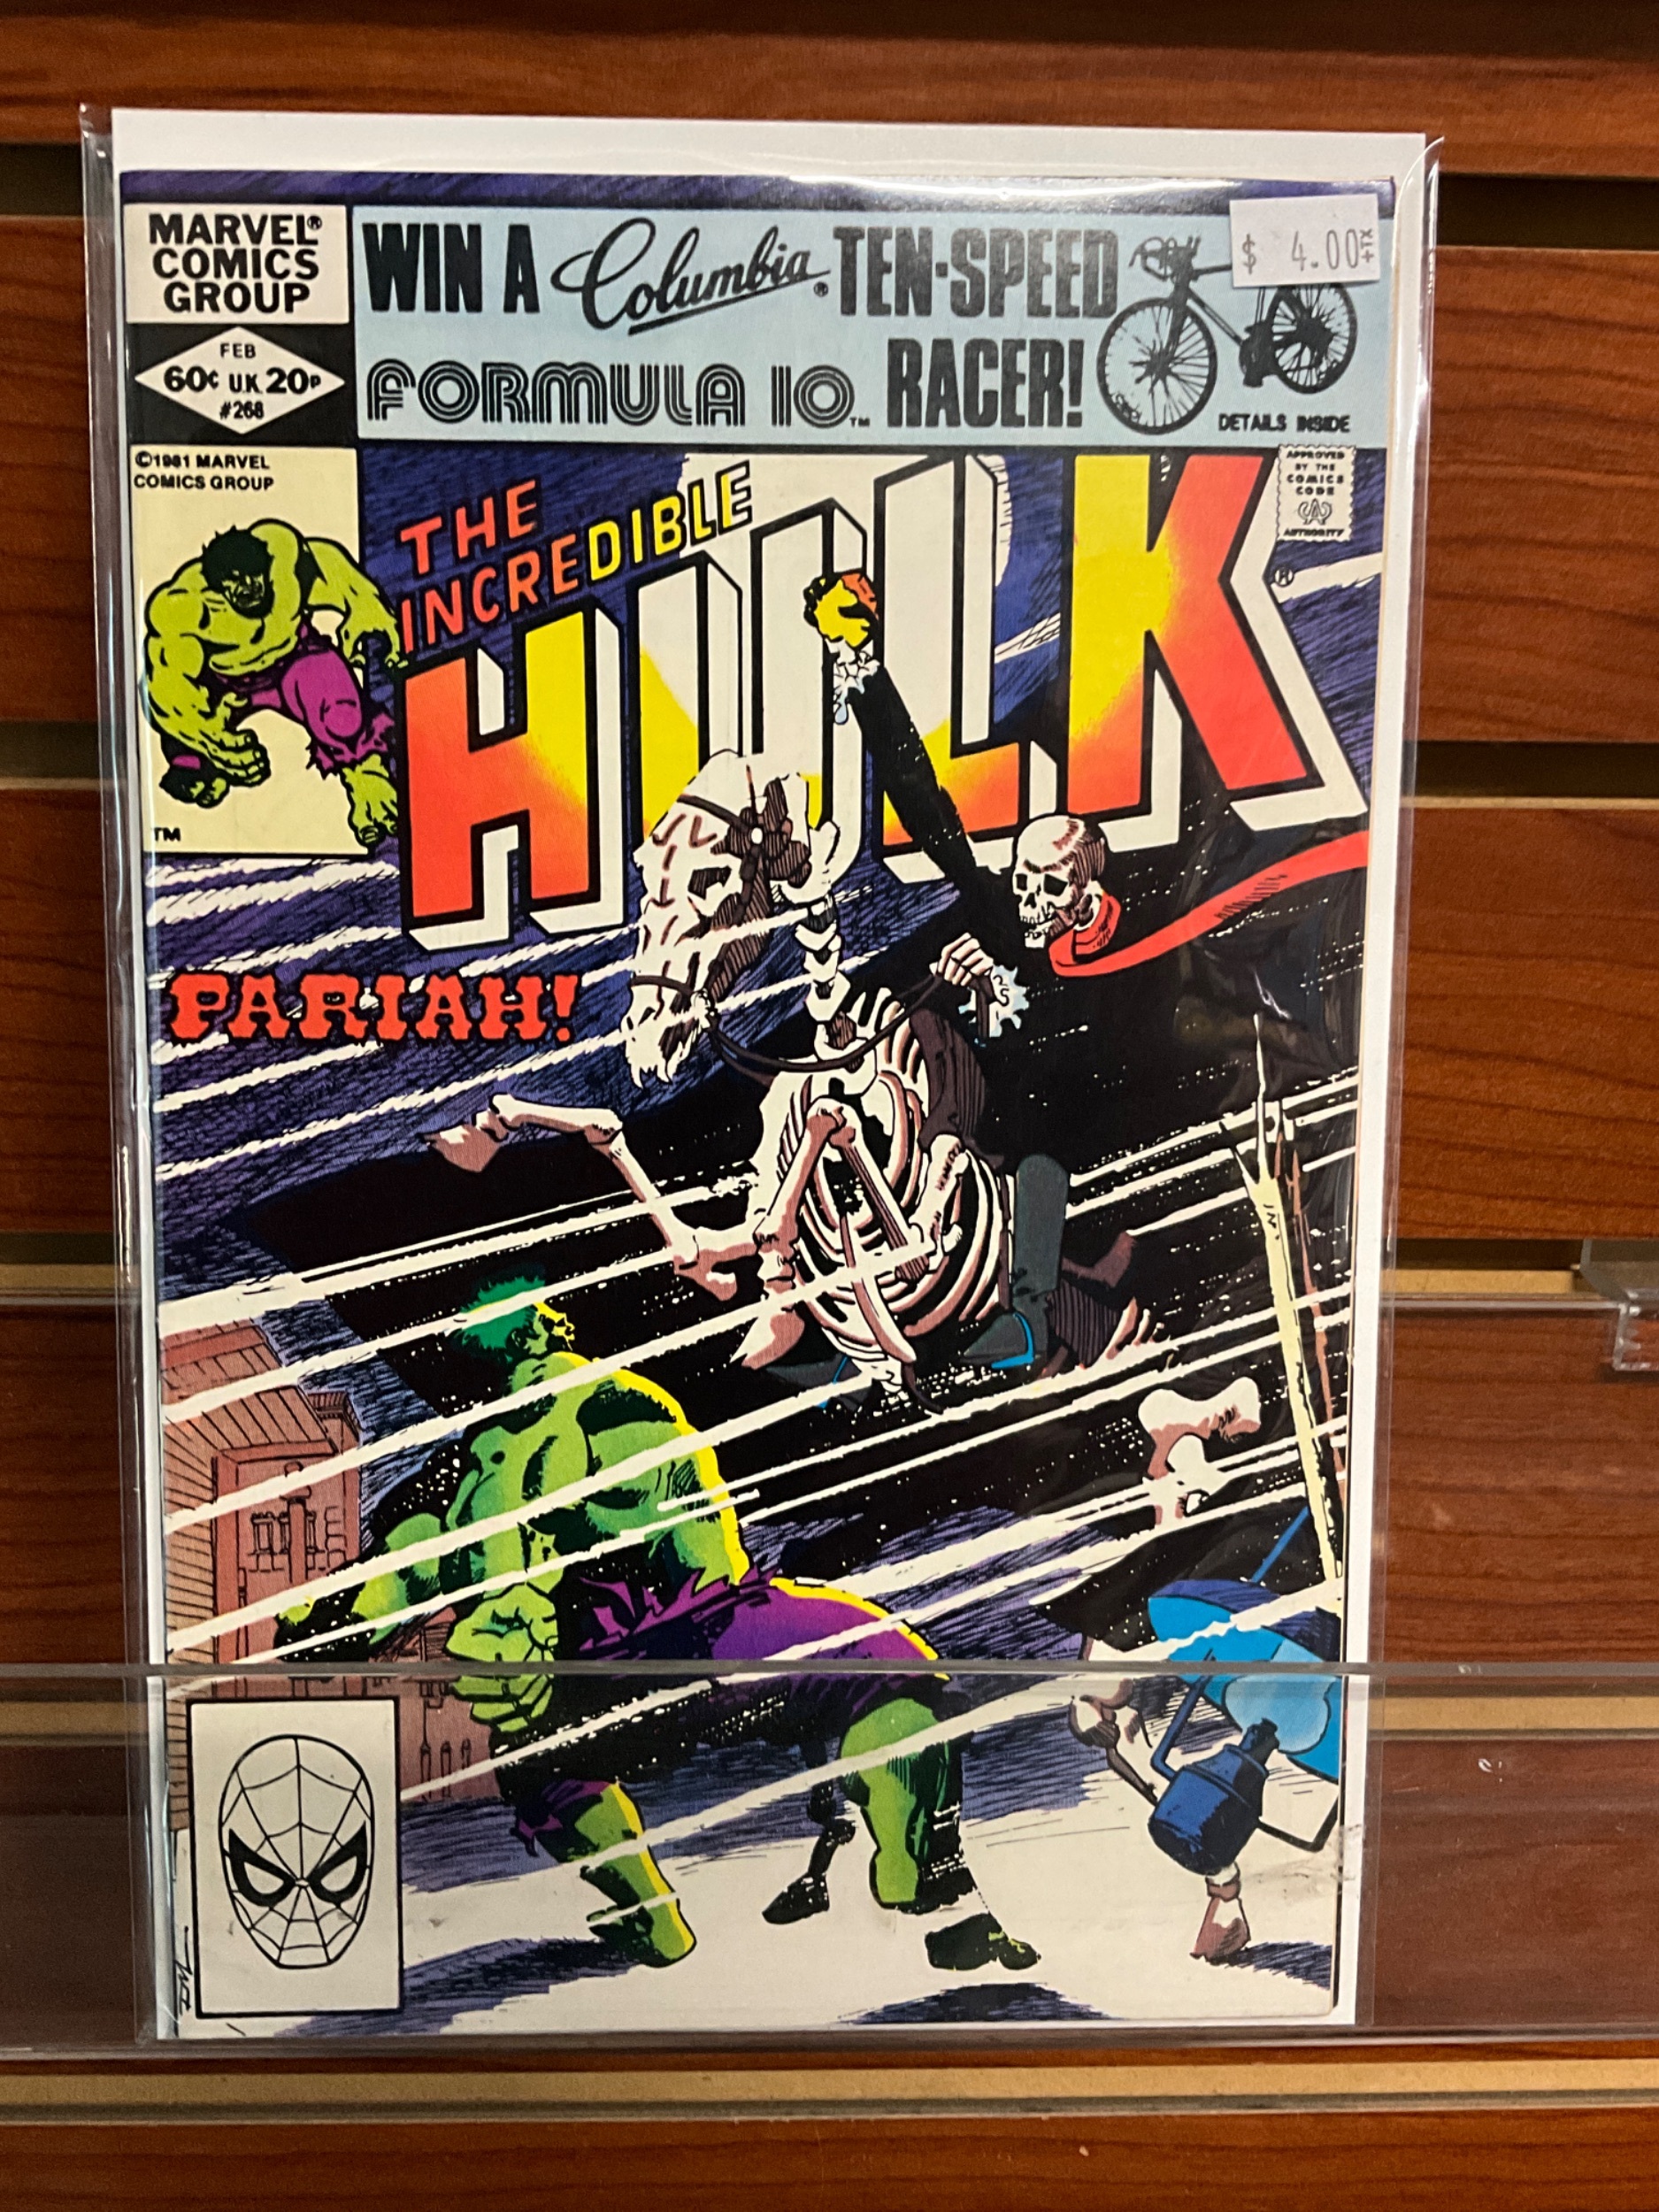 MARVEL®
COMICS
GROUP
WIN A Columbia® TEN-SPEED
FORMULA 10™ RACER!
DETAILS INSIDE
$ 4.00
FEB
60¢ U.K. 20p
#268
©1981 MARVEL
COMICS GROUP
APPROVED
BY THE
COMICS
CODE
AUTHORITY
THE
INCREDIBLE
HULK®
TM
PARIAH!